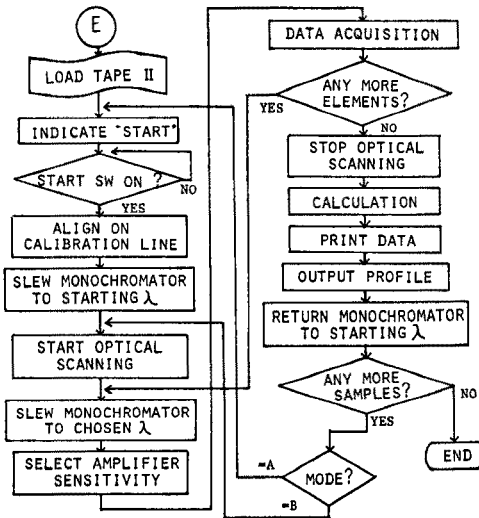 E
LOAD TAPE II
INDICATE "START"
START SW ON ?
NO
YES
ALIGN ON
CALIBRATION LINE
SLEW MONOCHROMATOR
TO STARTING λ
START OPTICAL
SCANNING
SLEW MONOCHROMATOR
TO CHOSEN λ
SELECT AMPLIFIER
SENSITIVITY
DATA ACQUISITION
ANY MORE
ELEMENTS?
YES
NO
STOP OPTICAL
SCANNING
CALCULATION
PRINT DATA
OUTPUT PROFILE
RETURN MONOCHROMATOR
TO STARTING λ
ANY MORE
SAMPLES?
NO
YES
END
MODE?
=A
=B